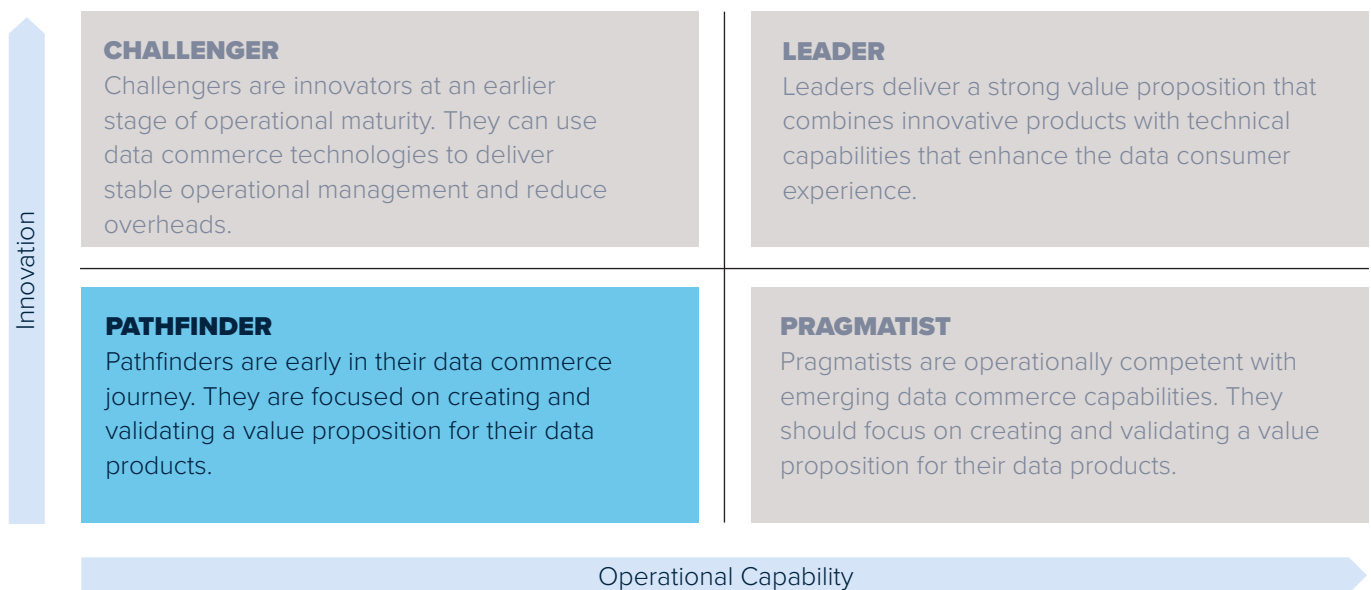 Innovation
CHALLENGER
Challengers are innovators at an earlier
stage of operational maturity. They can use
data commerce technologies to deliver
stable operational management and reduce
overheads.
LEADER
Leaders deliver a strong value proposition that
combines innovative products with technical
capabilities that enhance the data consumer
experience.
PATHFINDER
Pathfinders are early in their data commerce
journey. They are focused on creating and
validating a value proposition for their data
products.
PRAGMATIST
Pragmatists are operationally competent with
emerging data commerce capabilities. They
should focus on creating and validating a value
proposition for their data products.
Operational Capability